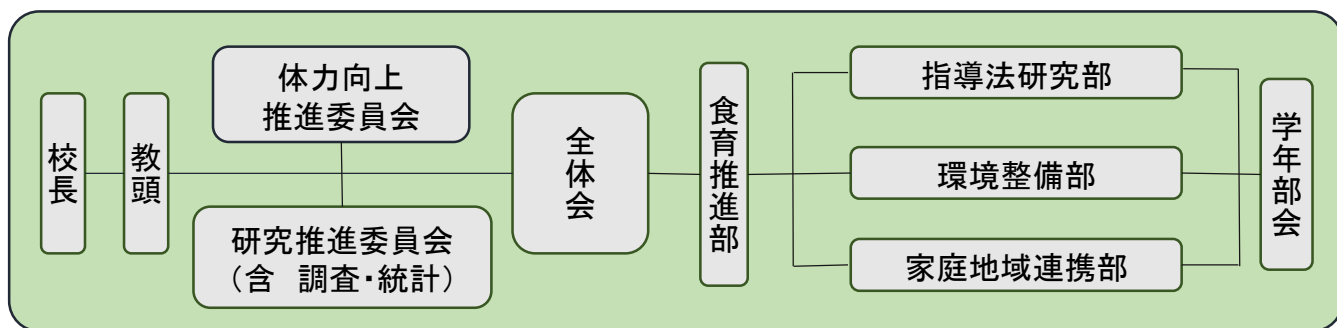 校長
教頭
体力向上
推進委員会
研究推進委員会
（含　調査・統計）
全体会
食育推進部
指導法研究部
環境整備部
家庭地域連携部
学年部会